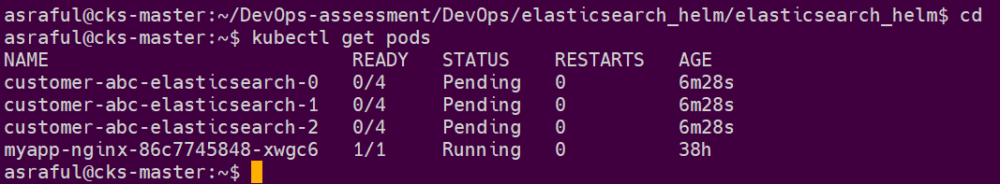 asraful@cks-master:~/DevOps-assessment/DevOps/elasticsearch_helm/elasticsearch_helm$ cd
asraful@cks-master:~$ kubectl get pods
NAME                          READY   STATUS    RESTARTS   AGE
customer-abc-elasticsearch-0   0/4     Pending   0          6m28s
customer-abc-elasticsearch-1   0/4     Pending   0          6m28s
customer-abc-elasticsearch-2   0/4     Pending   0          6m28s
myapp-nginx-86c7745848-xwgc6   1/1     Running   0          38h
asraful@cks-master:~$